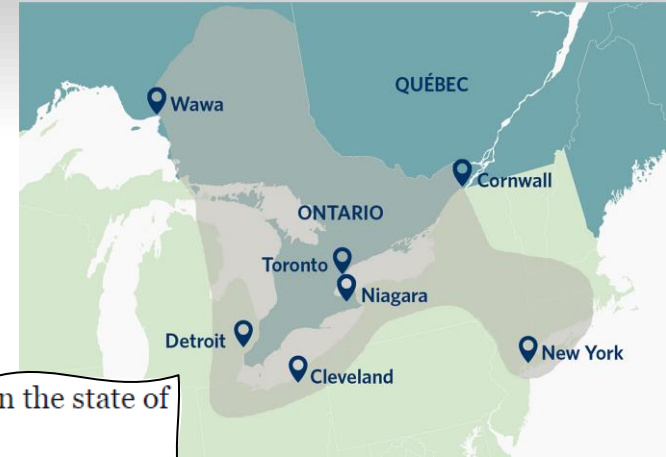 QUÉBEC
Wawa
Cornwall
ONTARIO
Toronto
Niagara
Detroit
New York
Cleveland
n the state of